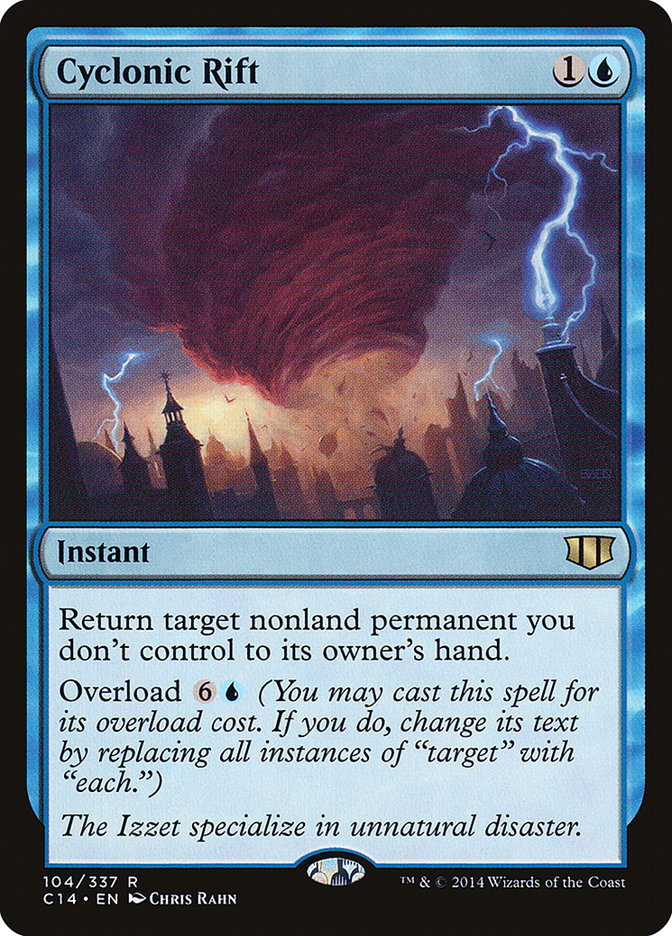 Cyclonic Rift 1
Instant
Return target nonland permanent you
don't control to its owner's hand.
Overload 6 (You may cast this spell for
its overload cost. If you do, change its text
by replacing all instances of “target” with
“each.”)
The Izzet specialize in unnatural disaster.
104/337 R
C14 • EN Chris Rahn
™ & © 2014 Wizards of the Coast